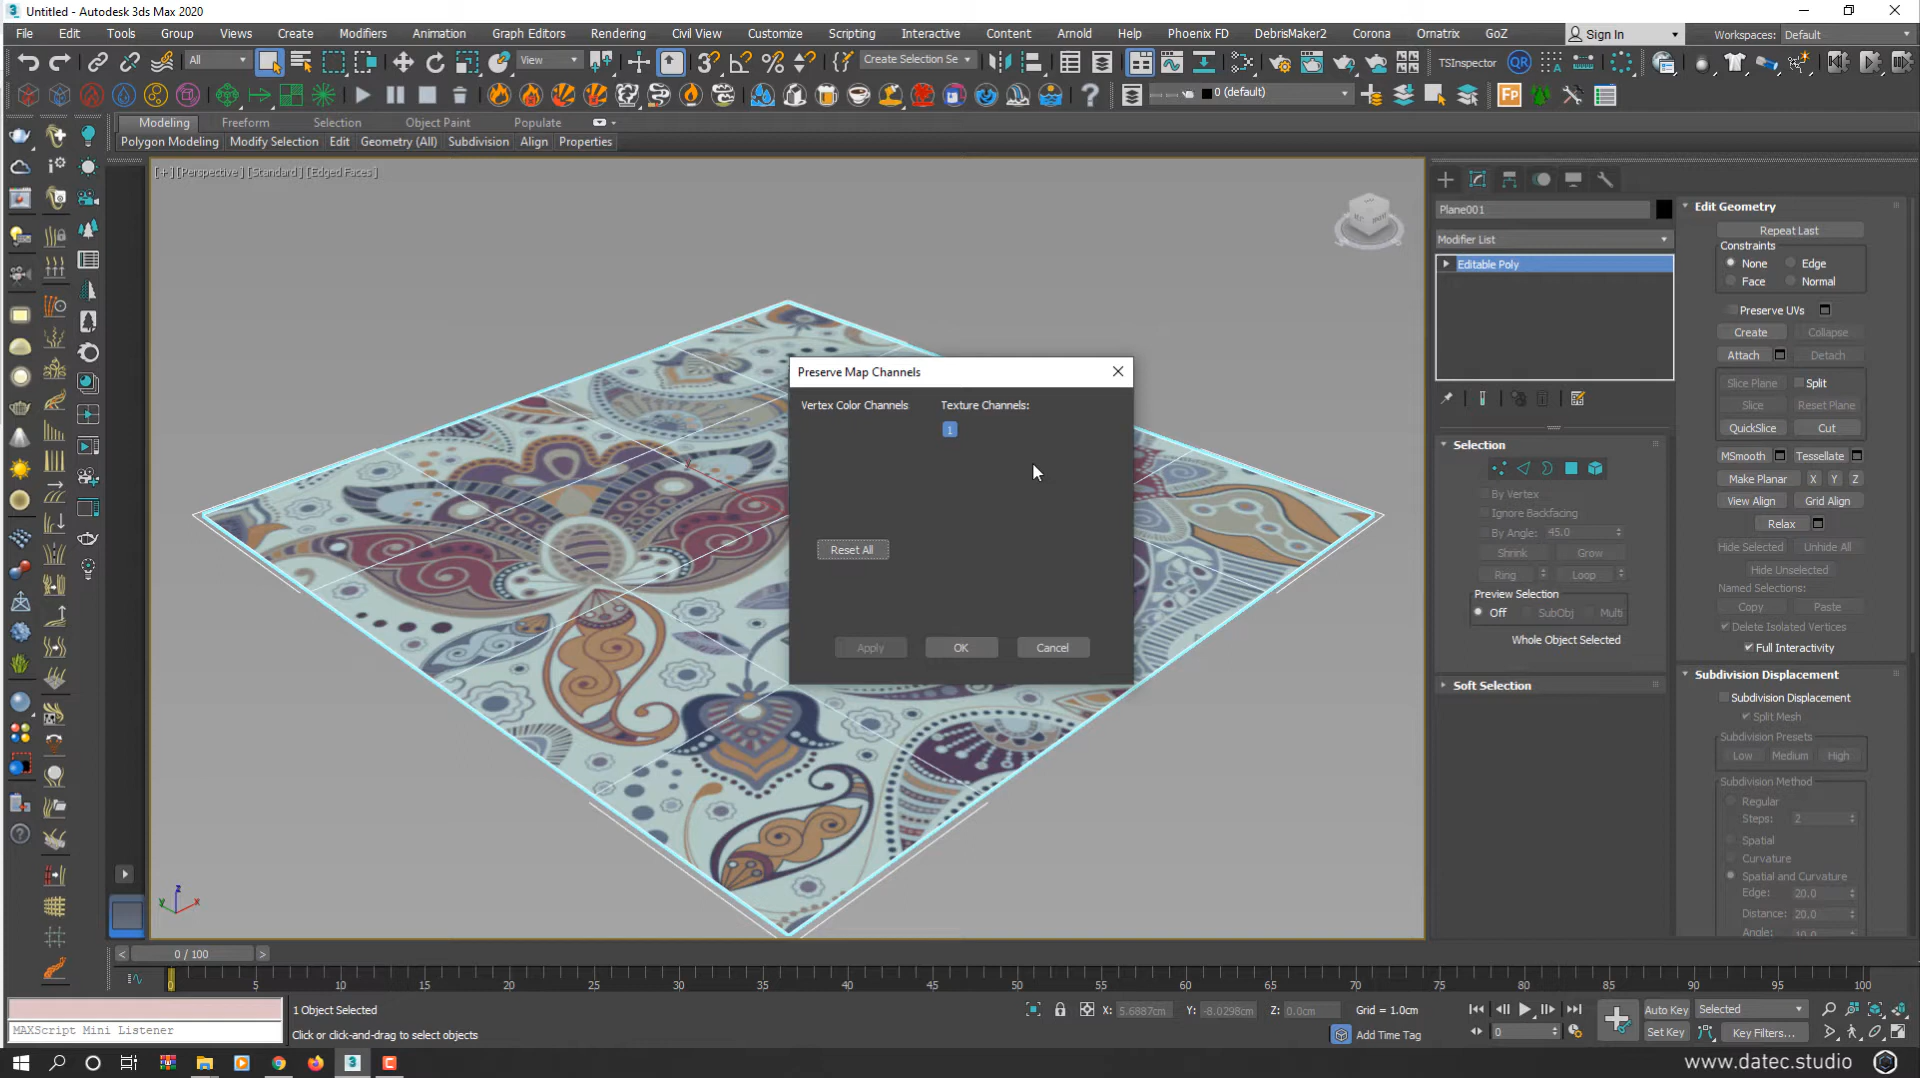 Untitled - Autodesk 3ds Max 2020
File Edit Tools Group Views Create Modifiers Animation Graph Editors Rendering Civil View Customize Scripting Interactive Content Arnold Help Phoenix FD DebrisMaker2 Corona Ornatrix GoZ Sign In Workspaces: Default
All View Create Selection Se TSInspector QR
0 (default) Fp
Modeling Freeform Selection Object Paint Populate
Polygon Modeling Modify Selection Edit Geometry (All) Subdivision Align Properties
[+] [Perspective] [Standard] [Edged Faces]
Plane001
Modifier List
Editable Poly
Edit Geometry
Repeat Last
Constraints
None Edge
Face Normal
Preserve UVs
Create Collapse
Attach Detach
Slice Plane Split
Slice Reset Plane
QuickSlice Cut
MSmooth Tessellate
Make Planar X Y Z
View Align Grid Align
Relax
Hide Selected Unhide All
Hide Unselected
Named Selections:
Copy Paste
Delete Isolated Vertices
Full Interactivity
Selection
By Vertex
Ignore Backfacing
By Angle: 45.0
Shrink Grow
Ring Loop
Preview Selection
Off SubObj Multi
Whole Object Selected
Soft Selection
Subdivision Displacement
Subdivision Displacement
Split Mesh
Subdivision Presets
Low Medium High
Subdivision Method
Regular
Steps: 2
Spatial
Curvature
Spatial and Curvature
Edge: 20.0
Distance: 20.0
Angle: 10.0
Preserve Map Channels
Vertex Color Channels Texture Channels:
1
Reset All
Apply OK Cancel
z
y x
< 0 / 100 >
0 5 10 15 20 25 30 35 40 45 50 55 60 65 70 75 80 85 90 95 100
1 Object Selected X: 5.6887cm Y: -8.0298cm Z: 0.0cm Grid = 1.0cm Auto Key Selected
MAXScript Mini Listener Click or click-and-drag to select objects Add Time Tag 0 Set Key Key Filters...
www.datec.studio